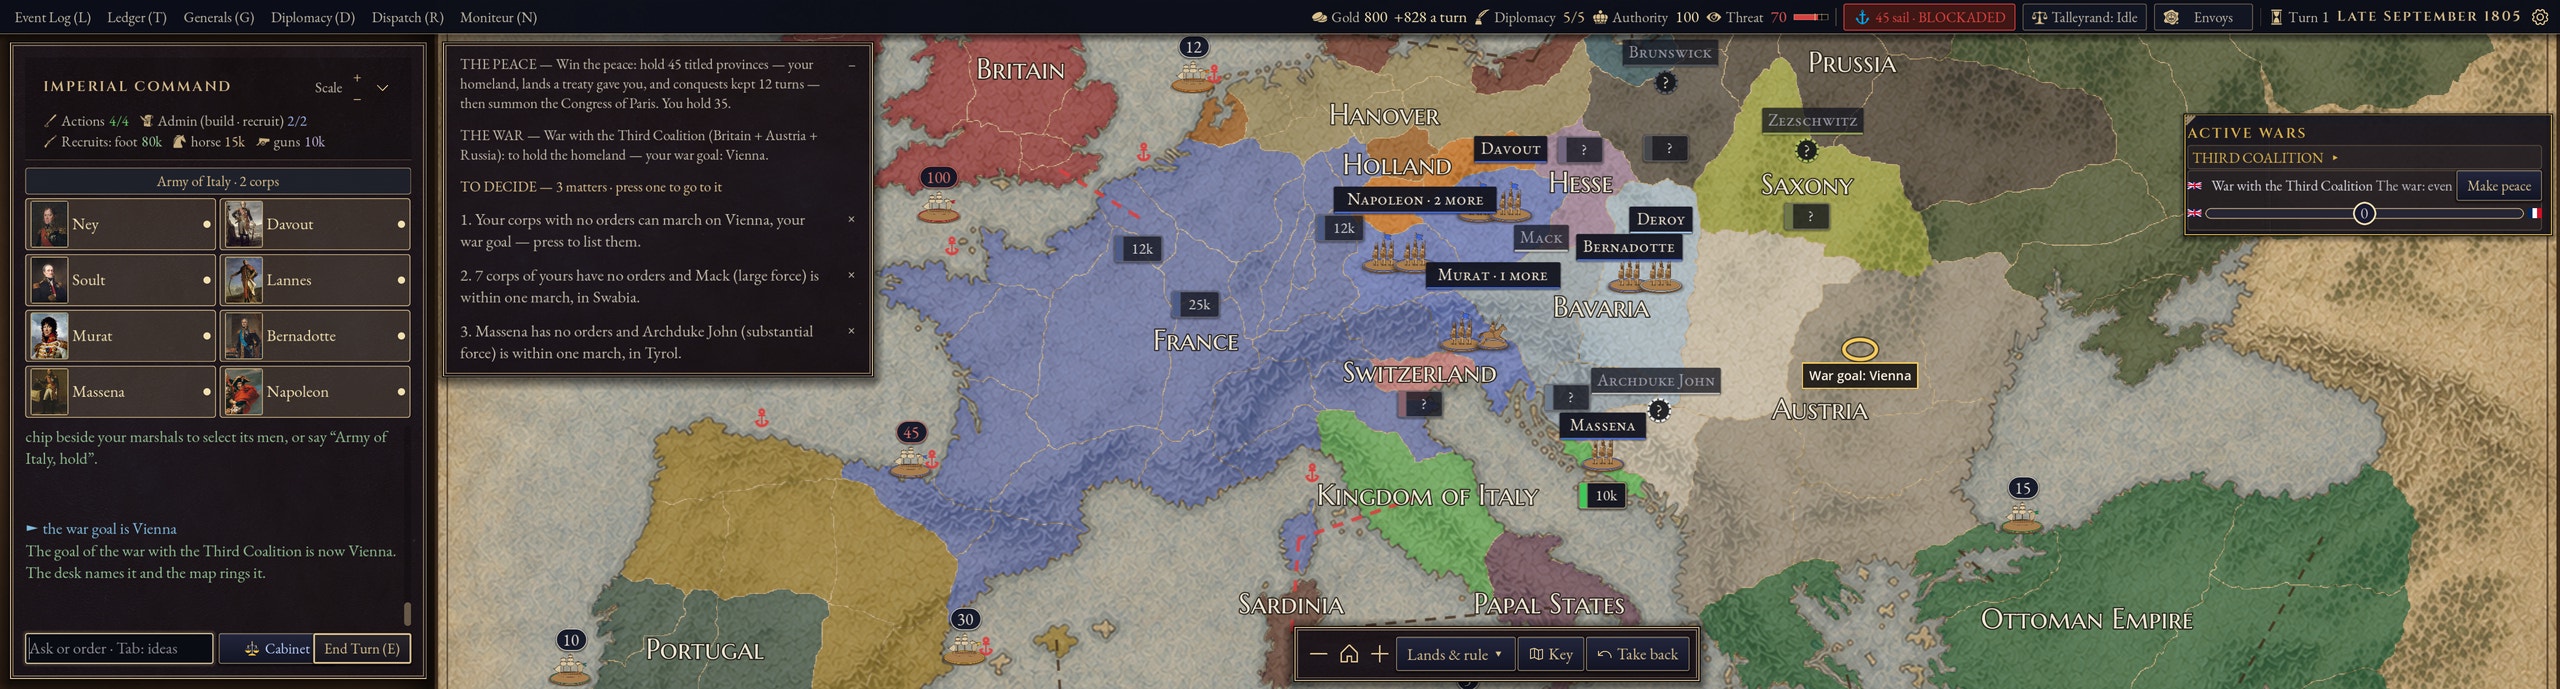 Event Log (L) Ledger (T) Generals (G) Diplomacy (D) Dispatch (R) Moniteur (N)
Gold 800 +828 a turn Diplomacy 5/5 Authority 100 Threat 70
45 sail · BLOCKADED
Talleyrand: Idle
Envoys
Turn 1 LATE SEPTEMBER 1805
IMPERIAL COMMAND
Scale + −
Actions 4/4 Admin (build · recruit) 2/2
Recruits: foot 80k horse 15k guns 10k
Army of Italy · 2 corps
Ney
Davout
Soult
Lannes
Murat
Bernadotte
Massena
Napoleon
chip beside your marshals to select its men, or say “Army of
Italy, hold”.
► the war goal is Vienna
The goal of the war with the Third Coalition is now Vienna.
The desk names it and the map rings it.
Ask or order · Tab: ideas
Cabinet
End Turn (E)
THE PEACE — Win the peace: hold 45 titled provinces — your
homeland, lands a treaty gave you, and conquests kept 12 turns —
then summon the Congress of Paris. You hold 35.
THE WAR — War with the Third Coalition (Britain + Austria +
Russia): to hold the homeland — your war goal: Vienna.
TO DECIDE — 3 matters · press one to go to it
1. Your corps with no orders can march on Vienna, your
war goal — press to list them.
2. 7 corps of yours have no orders and Mack (large force) is
within one march, in Swabia.
3. Massena has no orders and Archduke John (substantial
force) is within one march, in Tyrol.
12
BRITAIN
BRUNSWICK
?
PRUSSIA
HANOVER
ZEZSCHWITZ
?
DAVOUT
?
?
HOLLAND
100
HESSE
SAXONY
NAPOLEON · 2 MORE
?
DEROY
12k
MACK
BERNADOTTE
12k
MURAT · 1 MORE
25k
BAVARIA
FRANCE
War goal: Vienna
SWITZERLAND
ARCHDUKE JOHN
?
?
?
AUSTRIA
MASSENA
45
KINGDOM OF ITALY
10k
15
SARDINIA
PAPAL STATES
30
10
PORTUGAL
OTTOMAN EMPIRE
ACTIVE WARS
THIRD COALITION ▸
War with the Third Coalition The war: even
Make peace
0
Lands & rule ▾
Key
Take back